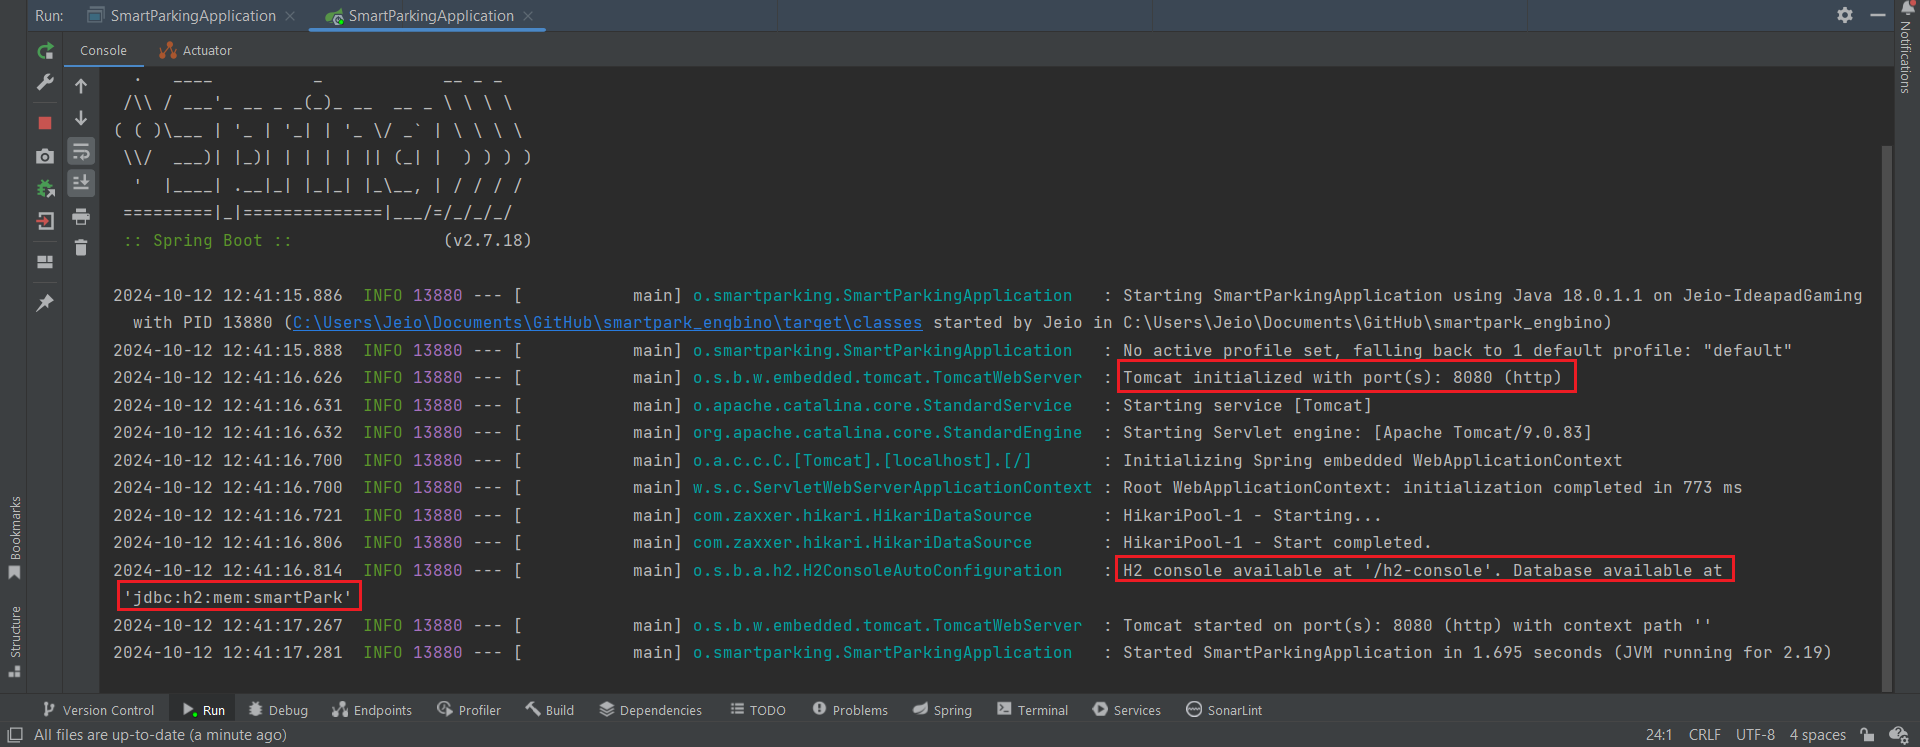 Run: SmartParkingApplication SmartParkingApplication
Notifications
Console Actuator
  .   ____          _            __ _ _
 /\\ / ___'_ __ _ _(_)_ __  __ _ \ \ \ \
( ( )\___ | '_ | '_| | '_ \/ _` | \ \ \ \
 \\/  ___)| |_)| | | | | || (_| |  ) ) ) )
  '  |____| .__|_| |_|_| |_\__, | / / / /
 =========|_|==============|___/=/_/_/_/
 :: Spring Boot ::               (v2.7.18)
2024-10-12 12:41:15.886  INFO 13880 --- [           main] o.smartparking.SmartParkingApplication   : Starting SmartParkingApplication using Java 18.0.1.1 on Jeio-IdeapadGaming
with PID 13880 (C:\Users\Jeio\Documents\GitHub\smartpark_engbino\target\classes started by Jeio in C:\Users\Jeio\Documents\GitHub\smartpark_engbino)
2024-10-12 12:41:15.888  INFO 13880 --- [           main] o.smartparking.SmartParkingApplication   : No active profile set, falling back to 1 default profile: "default"
2024-10-12 12:41:16.626  INFO 13880 --- [           main] o.s.b.w.embedded.tomcat.TomcatWebServer  : Tomcat initialized with port(s): 8080 (http)
2024-10-12 12:41:16.631  INFO 13880 --- [           main] o.apache.catalina.core.StandardService   : Starting service [Tomcat]
2024-10-12 12:41:16.632  INFO 13880 --- [           main] org.apache.catalina.core.StandardEngine  : Starting Servlet engine: [Apache Tomcat/9.0.83]
2024-10-12 12:41:16.700  INFO 13880 --- [           main] o.a.c.c.C.[Tomcat].[localhost].[/]       : Initializing Spring embedded WebApplicationContext
2024-10-12 12:41:16.700  INFO 13880 --- [           main] w.s.c.ServletWebServerApplicationContext : Root WebApplicationContext: initialization completed in 773 ms
2024-10-12 12:41:16.721  INFO 13880 --- [           main] com.zaxxer.hikari.HikariDataSource       : HikariPool-1 - Starting...
2024-10-12 12:41:16.806  INFO 13880 --- [           main] com.zaxxer.hikari.HikariDataSource       : HikariPool-1 - Start completed.
2024-10-12 12:41:16.814  INFO 13880 --- [           main] o.s.b.a.h2.H2ConsoleAutoConfiguration    : H2 console available at '/h2-console'. Database available at
'jdbc:h2:mem:smartPark'
2024-10-12 12:41:17.267  INFO 13880 --- [           main] o.s.b.w.embedded.tomcat.TomcatWebServer  : Tomcat started on port(s): 8080 (http) with context path ''
2024-10-12 12:41:17.281  INFO 13880 --- [           main] o.smartparking.SmartParkingApplication   : Started SmartParkingApplication in 1.695 seconds (JVM running for 2.19)
Bookmarks
Structure
Version Control Run Debug Endpoints Profiler Build Dependencies TODO Problems Spring Terminal Services SonarLint
All files are up-to-date (a minute ago) 24:1 CRLF UTF-8 4 spaces